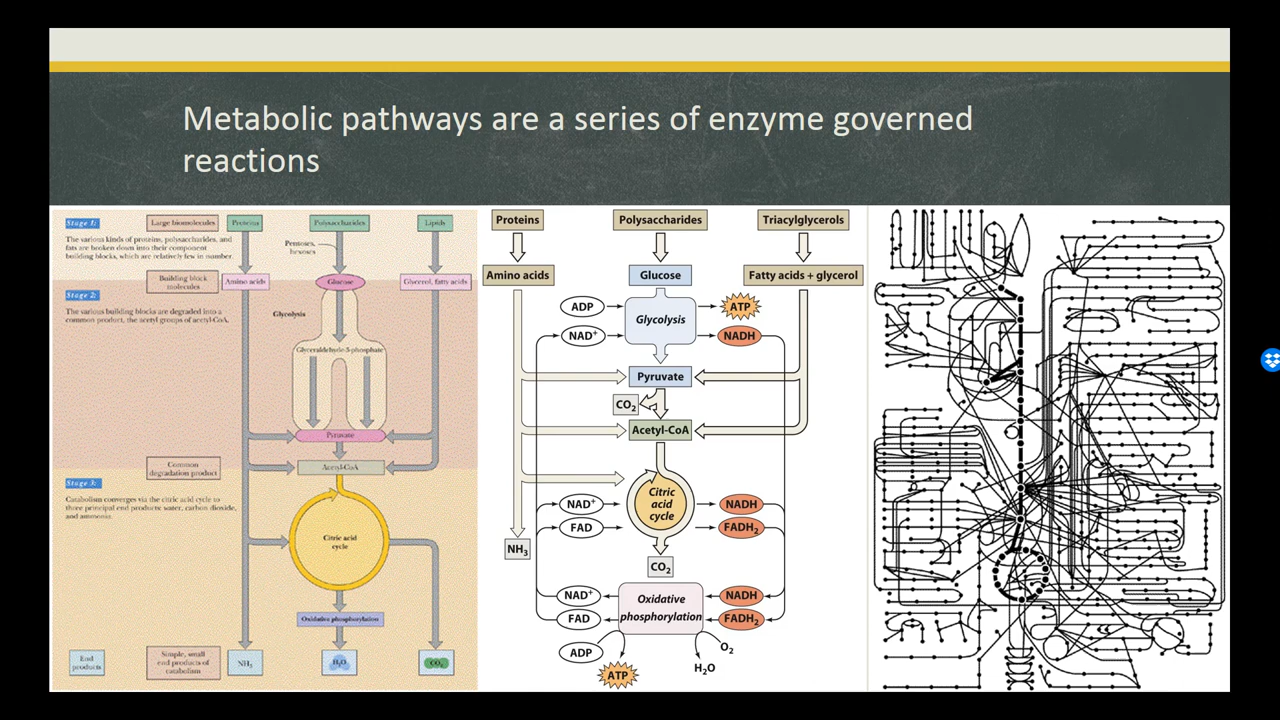 Metabolic pathways are a series of enzyme governed
reactions
Stage 1:
Large biomolecules
Proteins
Polysaccharides
Lipids
The various kinds of proteins, polysaccharides, and
fats are broken down into their component
building blocks, which are relatively few in number.
Pentoses,
hexoses
Building block
molecules
Amino acids
Glucose
Glycerol, fatty acids
Stage 2:
The various building blocks are degraded into a
common product, the acetyl groups of acetyl-CoA.
Glycolysis
Glyceraldehyde-3-phosphate
Pyruvate
Common
degradation product
Acetyl-CoA
Stage 3:
Catabolism converges via the citric acid cycle to
three principal end products: water, carbon dioxide,
and ammonia.
Citric acid
cycle
Oxidative phosphorylation
End
products
Simple, small
end products of
catabolism
NH₃
H₂O
CO₂
Proteins
Polysaccharides
Triacylglycerols
Amino acids
Glucose
Fatty acids + glycerol
ADP
Glycolysis
ATP
NAD⁺
NADH
Pyruvate
CO₂
Acetyl-CoA
Citric
acid
cycle
NAD⁺
NADH
FAD
FADH₂
NH₃
CO₂
NAD⁺
Oxidative
phosphorylation
NADH
FAD
FADH₂
ADP
O₂
ATP
H₂O